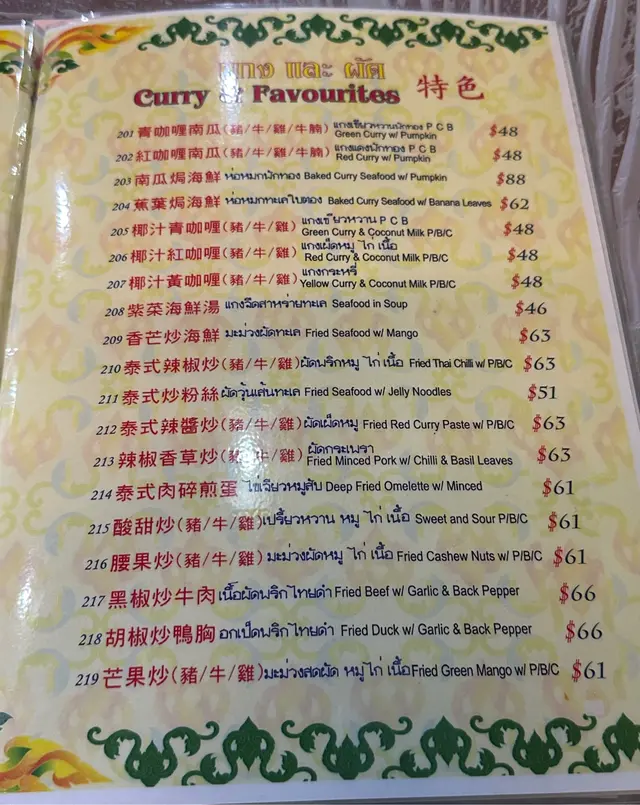 แกง และ ผัด
Curry & Favourites 特色
201 青咖喱南瓜(豬/牛/雞/牛腩) แกงเขียวหวานฟักทอง P C B Green Curry w/ Pumpkin $48
202 紅咖喱南瓜(豬/牛/雞/牛腩) แกงแดงฟักทอง P C B Red Curry w/ Pumpkin $48
203 南瓜焗海鮮 ห่อหมกฟักทอง Baked Curry Seafood w/ Pumpkin $88
204 蕉葉焗海鮮 ห่อหมกทะเลใบตอง Baked Curry Seafood w/ Banana Leaves $62
205 椰汁青咖喱(豬/牛/雞) แกงเขียวหวาน P C B Green Curry & Coconut Milk P/B/C $48
206 椰汁紅咖喱(豬/牛/雞) แกงเผ็ดหมู ไก่ เนื้อ Red Curry & Coconut Milk P/B/C $48
207 椰汁黃咖喱(豬/牛/雞) แกงกระหรี่ Yellow Curry & Coconut Milk P/B/C $48
208 紫菜海鮮湯 แกงจืดสาหร่ายทะเล Seafood in Soup $46
209 香芒炒海鮮 มะม่วงผัดทะเล Fried Seafood w/ Mango $63
210 泰式辣椒炒(豬/牛/雞) ผัดพริกหมู ไก่ เนื้อ Fried Thai Chilli w/ P/B/C $63
211 泰式炒粉絲 ผัดวุ้นเส้นทะเล Fried Seafood w/ Jelly Noodles $51
212 泰式辣醬炒(豬/牛/雞) ผัดเผ็ดหมู Fried Red Curry Paste w/ P/B/C $63
213 辣椒香草炒(豬/牛/雞) ผัดกระเพรา Fried Minced Pork w/ Chilli & Basil Leaves $63
214 泰式肉碎煎蛋 ไข่เจียวหมูสับ Deep Fried Omelette w/ Minced $61
215 酸甜炒(豬/牛/雞) เปรี้ยวหวาน หมู ไก่ เนื้อ Sweet and Sour P/B/C $61
216 腰果炒(豬/牛/雞) มะม่วงผัดหมู ไก่ เนื้อ Fried Cashew Nuts w/ P/B/C $61
217 黑椒炒牛肉 เนื้อผัดพริกไทยดำ Fried Beef w/ Garlic & Back Pepper $66
218 胡椒炒鴨胸 อกเป็ดพริกไทยดำ Fried Duck w/ Garlic & Back Pepper $66
219 芒果炒(豬/牛/雞) มะม่วงสดผัด หมู ไก่ เนื้อ Fried Green Mango w/ P/B/C $61